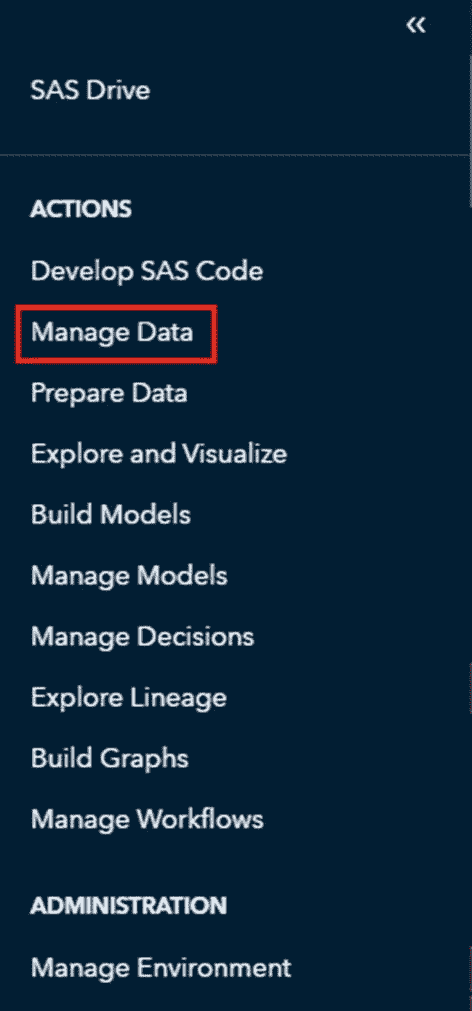 SAS Drive
ACTIONS
Develop SAS Code
Manage Data
Prepare Data
Explore and Visualize
Build Models
Manage Models
Manage Decisions
Explore Lineage
Build Graphs
Manage Workflows
ADMINISTRATION
Manage Environment